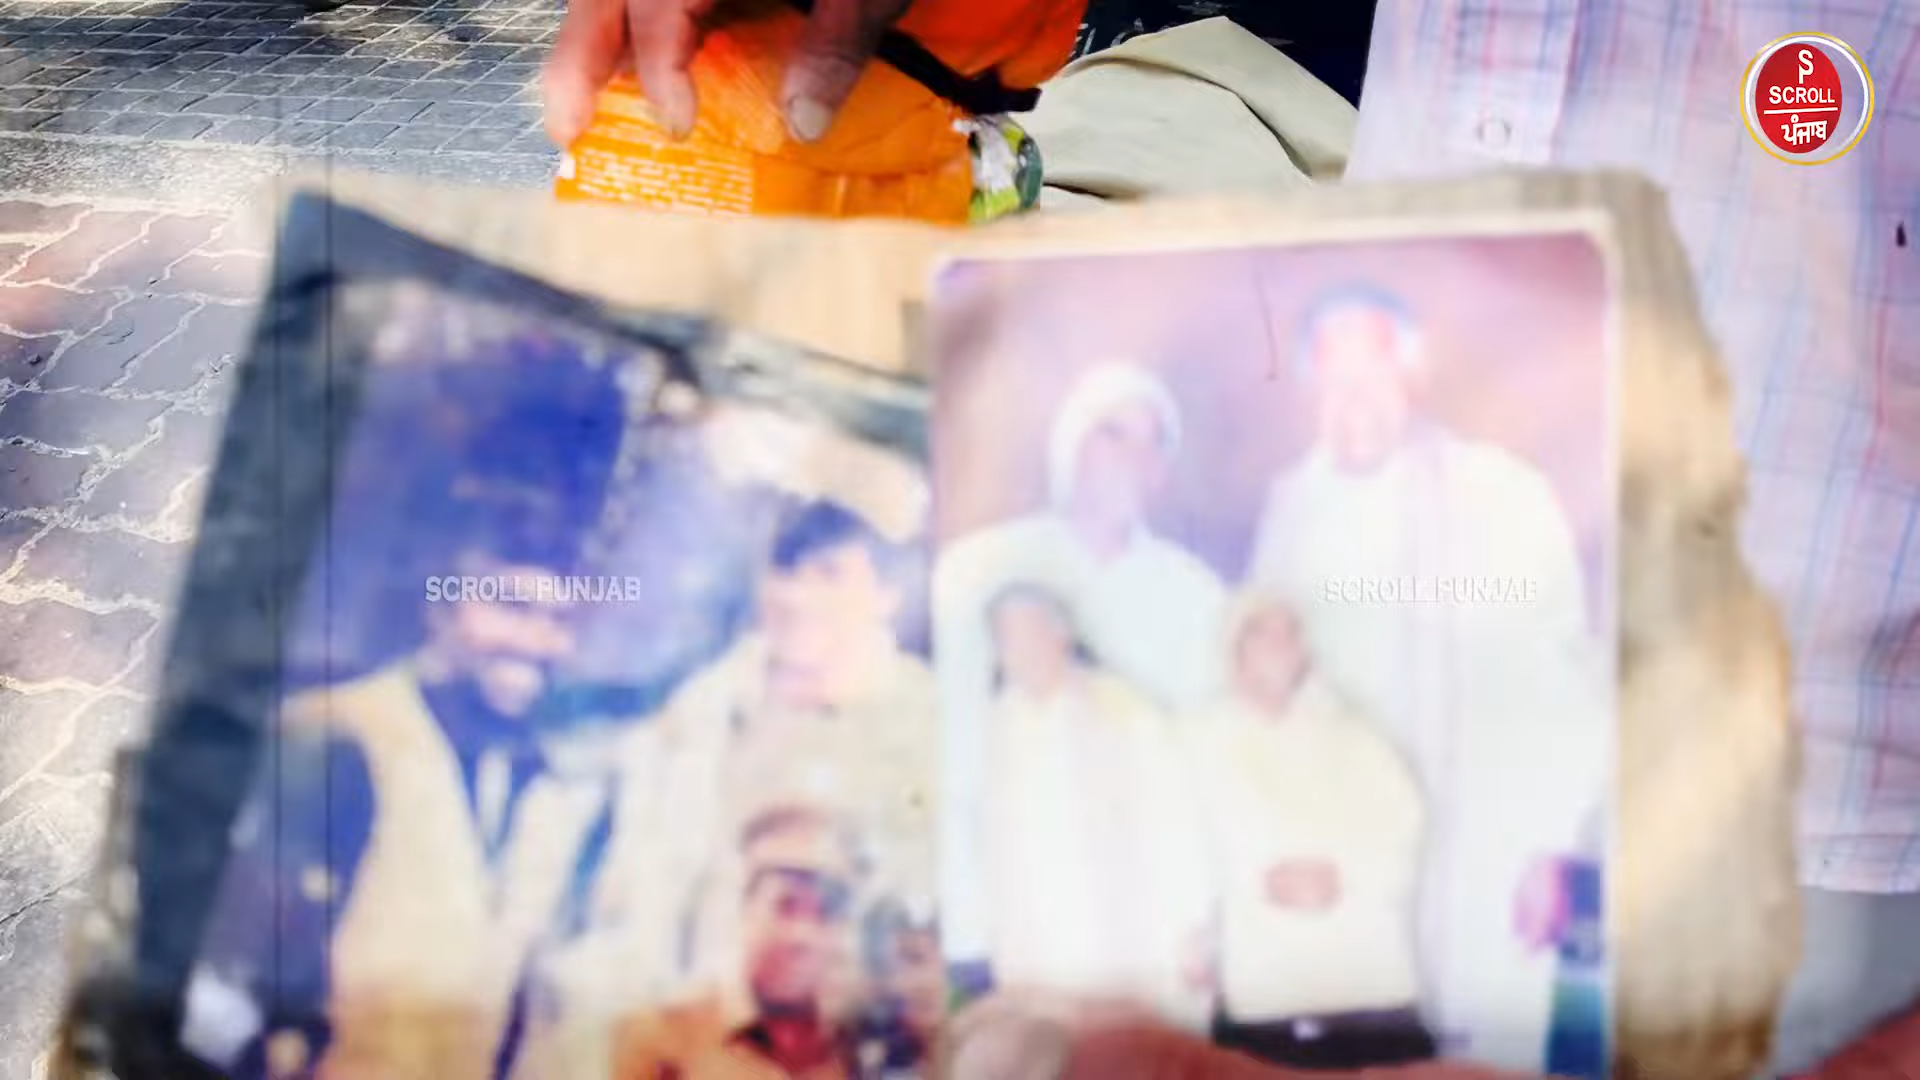 S
P
SCROLL
ਪੰਜਾਬ
SCROLL PUNJAB
SCROLL PUNJAB